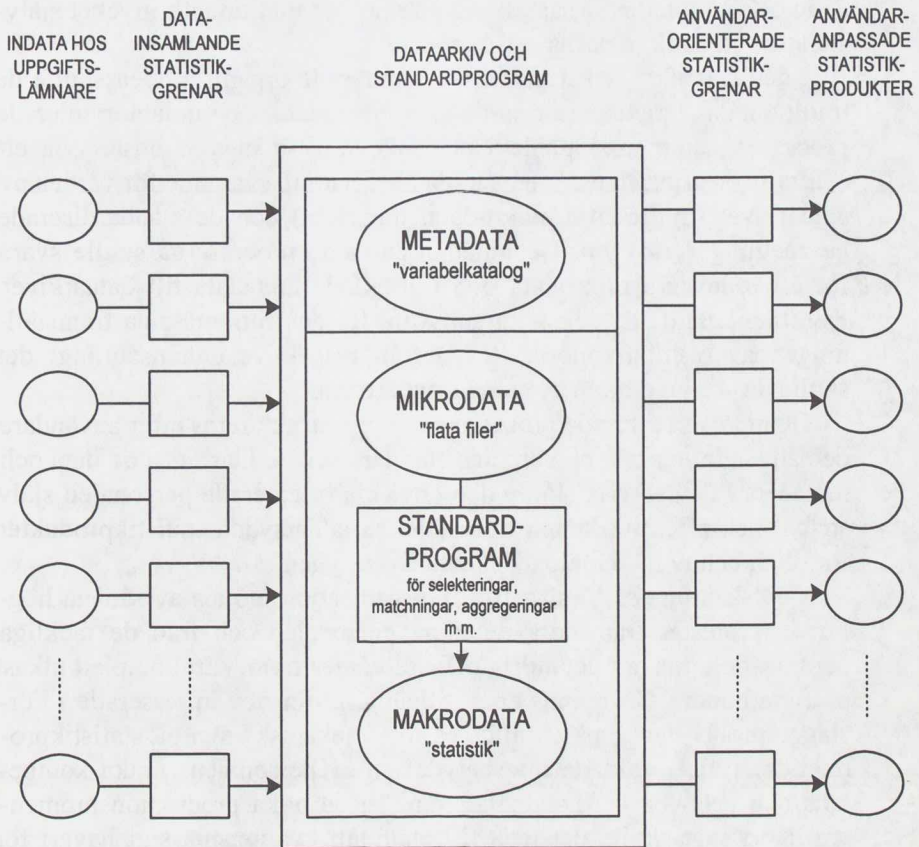 INDATA HOS
UPPGIFTS-
LÄMNARE
DATA-
INSAMLANDE
STATISTIK-
GRENAR
DATAARKIV OCH
STANDARDPROGRAM
ANVÄNDAR-
ORIENTERADE
STATISTIK-
GRENAR
ANVÄNDAR-
ANPASSADE
STATISTIK-
PRODUKTER
METADATA
"variabelkatalog"
MIKRODATA
"flata filer"
STANDARD-
PROGRAM
för selekteringar,
matchningar, aggregeringar
m.m.
MAKRODATA
"statistik"